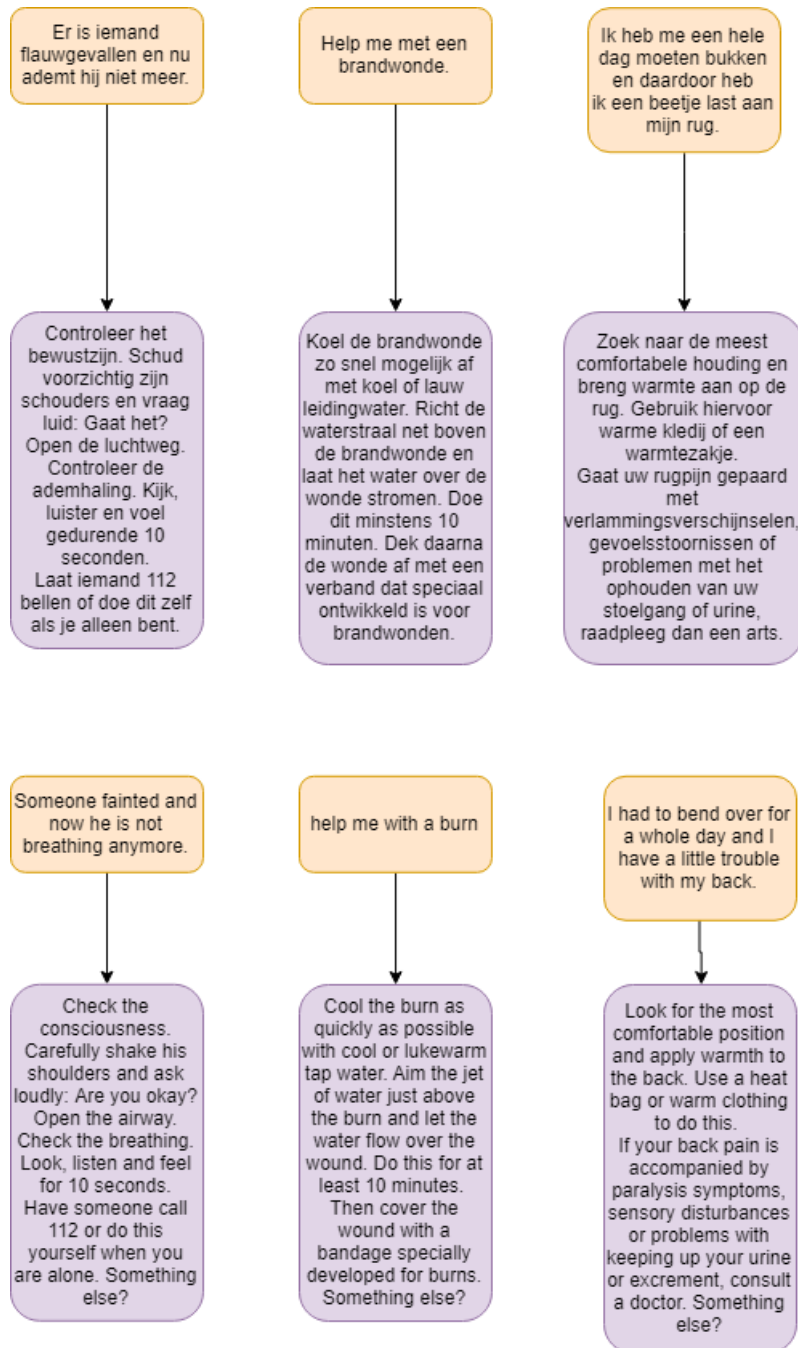 Er is iemand
flauwgevallen en nu
ademt hij niet meer.
Help me met een
brandwonde.
Ik heb me een hele
dag moeten bukken
en daardoor heb
ik een beetje last aan
mijn rug.
Controleer het
bewustzijn. Schud
voorzichtig zijn
schouders en vraag
luid: Gaat het?
Open de luchtweg.
Controleer de
ademhaling. Kijk,
luister en voel
gedurende 10
seconden.
Laat iemand 112
bellen of doe dit zelf
als je alleen bent.
Koel de brandwonde
zo snel mogelijk af
met koel of lauw
leidingwater. Richt de
waterstraal net boven
de brandwonde en
laat het water over de
wonde stromen. Doe
dit minstens 10
minuten. Dek daarna
de wonde af met een
verband dat speciaal
ontwikkeld is voor
brandwonden.
Zoek naar de meest
comfortabele houding en
breng warmte aan op de
rug. Gebruik hiervoor
warme kledij of een
warmtezakje.
Gaat uw rugpijn gepaard
met
verlammingsverschijnselen,
gevoelsstoornissen of
problemen met het
ophouden van uw
stoelgang of urine,
raadpleeg dan een arts.
Someone fainted and
now he is not
breathing anymore.
help me with a burn
I had to bend over for
a whole day and I
have a little trouble
with my back.
Check the
consciousness.
Carefully shake his
shoulders and ask
loudly: Are you okay?
Open the airway.
Check the breathing.
Look, listen and feel
for 10 seconds.
Have someone call
112 or do this
yourself when you
are alone. Something
else?
Cool the burn as
quickly as possible
with cool or lukewarm
tap water. Aim the jet
of water just above
the burn and let the
water flow over the
wound. Do this for at
least 10 minutes.
Then cover the
wound with a
bandage specially
developed for burns.
Something else?
Look for the most
comfortable position
and apply warmth to
the back. Use a heat
bag or warm clothing
to do this.
If your back pain is
accompanied by
paralysis symptoms,
sensory disturbances
or problems with
keeping up your urine
or excrement, consult
a doctor. Something
else?